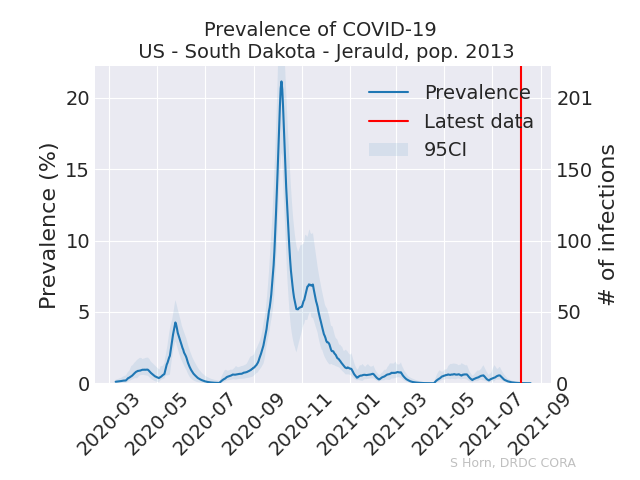 Prevalence of COVID-19
US - South Dakota - Jerauld, pop. 2013
Prevalence
Latest data
95CI
Prevalence (%)
20
15
10
5
0
201
150
100
50
0
# of infections
2020-03
2020-05
2020-07
2020-09
2020-11
2021-01
2021-03
2021-05
2021-07
2021-09
S Horn, DRDC CORA